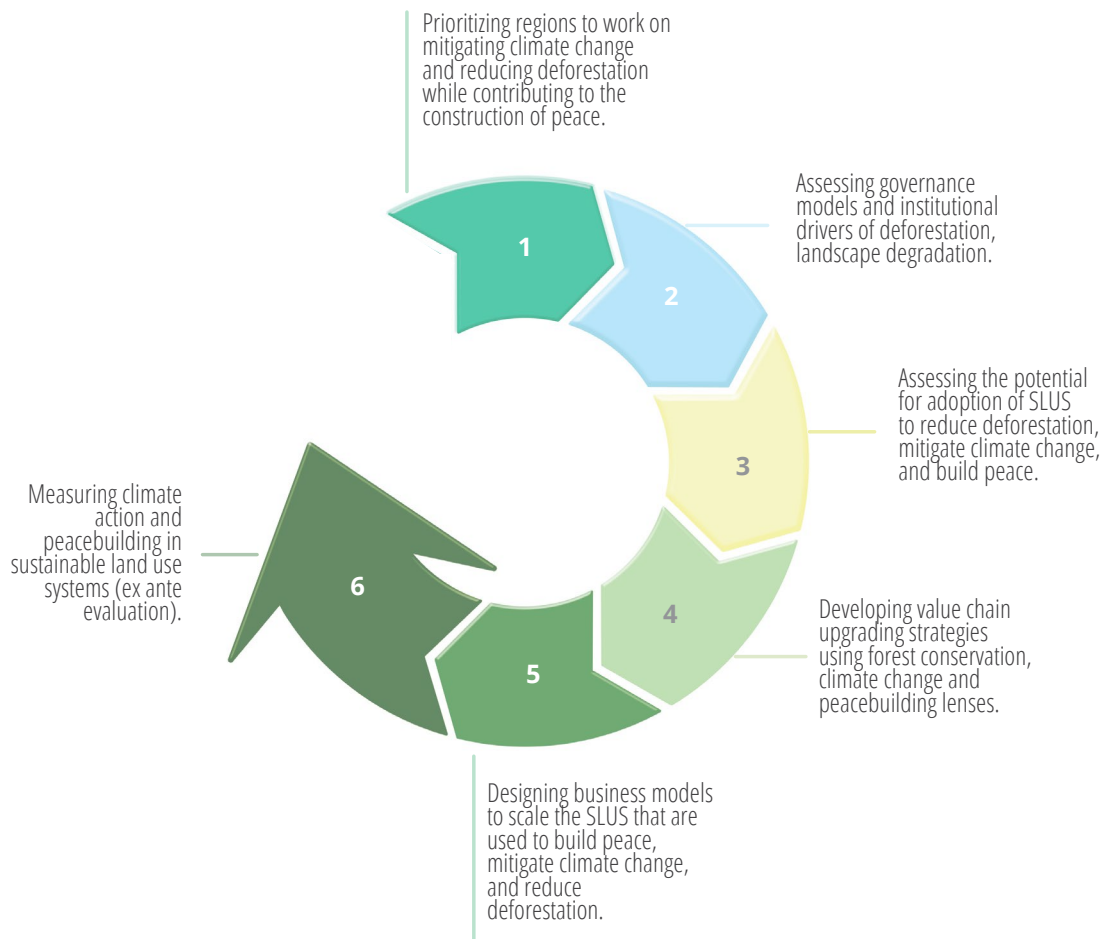 Prioritizing regions to work on
mitigating climate change
and reducing deforestation
while contributing to the
construction of peace.
1
Assessing governance
models and institutional
drivers of deforestation,
landscape degradation.
2
Assessing the potential
for adoption of SLUS
to reduce deforestation,
mitigate climate change,
and build peace.
3
Developing value chain
upgrading strategies
using forest conservation,
climate change and
peacebuilding lenses.
4
Designing business models
to scale the SLUS that are
used to build peace,
mitigate climate change,
and reduce
deforestation.
5
Measuring climate
action and
peacebuilding in
sustainable land use
systems (ex ante
evaluation).
6